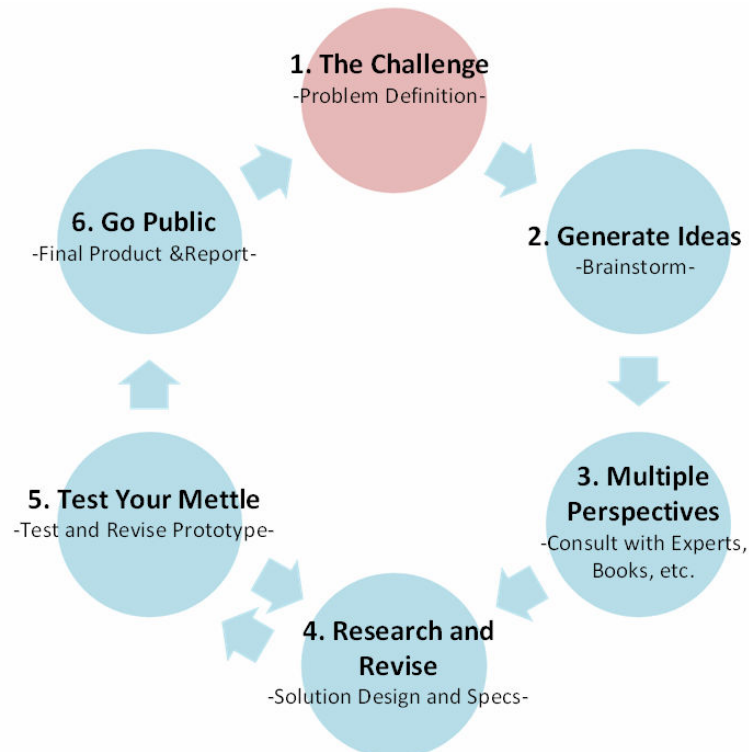 1. The Challenge
-Problem Definition-
2. Generate Ideas
-Brainstorm-
3. Multiple
Perspectives
-Consult with Experts,
Books, etc.
4. Research and
Revise
-Solution Design and Specs-
5. Test Your Mettle
-Test and Revise Prototype-
6. Go Public
-Final Product &Report-